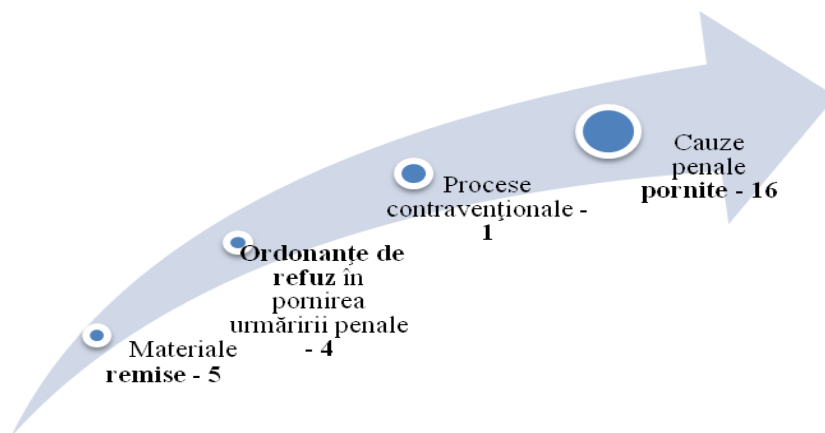 Materiale
remise - 5
Ordonanţe de
refuz în
pornirea
urmăririi penale
- 4
Procese
contravenţionale -
1
Cauze
penale
pornite - 16